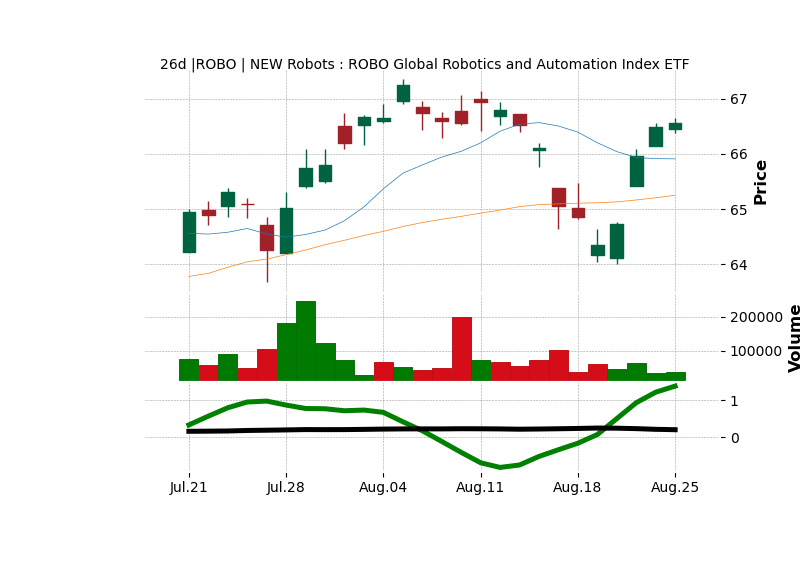 26d |ROBO | NEW Robots : ROBO Global Robotics and Automation Index ETF
67
66
65
64
Price
200000
100000
Volume
1
0
Jul.21 Jul.28 Aug.04 Aug.11 Aug.18 Aug.25